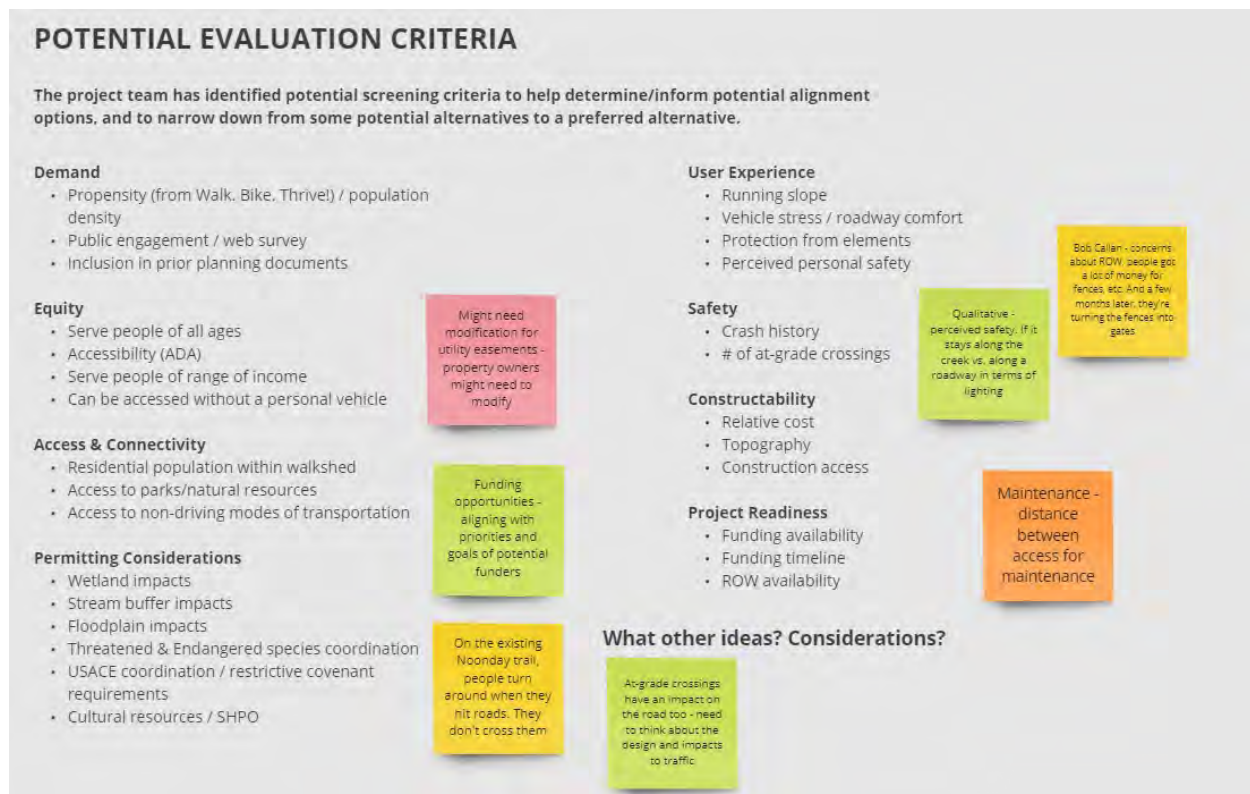 POTENTIAL EVALUATION CRITERIA
The project team has identified potential screening criteria to help determine/inform potential alignment
options, and to narrow down from some potential alternatives to a preferred alternative.
Demand
• Propensity (from Walk. Bike. Thrive!) / population
density
• Public engagement / web survey
• Inclusion in prior planning documents
Equity
• Serve people of all ages
• Accessibility (ADA)
• Serve people of range of income
• Can be accessed without a personal vehicle
Might need
modification for
utility easements -
property owners
might need to
modify
Access & Connectivity
• Residential population within walkshed
• Access to parks/natural resources
• Access to non-driving modes of transportation
Funding
opportunities -
aligning with
priorities and
goals of potential
funders
Permitting Considerations
• Wetland impacts
• Stream buffer impacts
• Floodplain impacts
• Threatened & Endangered species coordination
• USACE coordination / restrictive covenant
requirements
• Cultural resources / SHPO
On the existing
Noonday trail,
people turn
around when they
hit roads. They
don't cross them
User Experience
• Running slope
• Vehicle stress / roadway comfort
• Protection from elements
• Perceived personal safety
Bob Callan - concerns
about ROW, people got
a lot of money for
fences, etc. And a few
months later, they're
turning the fences into
gates
Safety
• Crash history
• # of at-grade crossings
Qualitative -
perceived safety. If it
stays along the
creek vs. along a
roadway in terms of
lighting
Constructability
• Relative cost
• Topography
• Construction access
Project Readiness
• Funding availability
• Funding timeline
• ROW availability
Maintenance -
distance
between
access for
maintenance
What other ideas? Considerations?
At-grade crossings
have an impact on
the road too - need
to think about the
design and impacts
to traffic